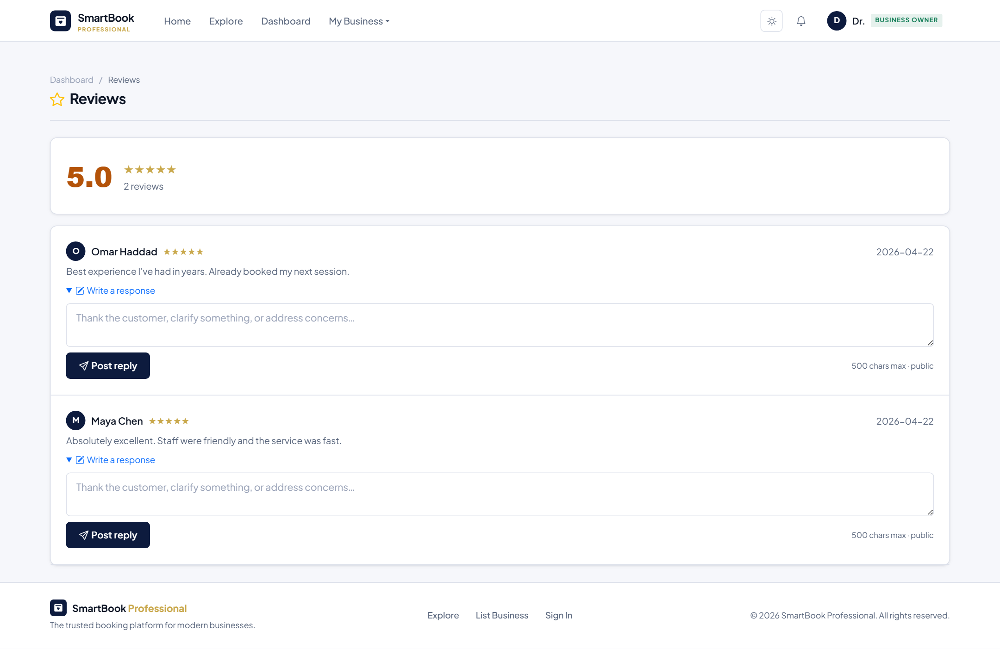 SmartBook
PROFESSIONAL
Home
Explore
Dashboard
My Business
D
Dr.
BUSINESS OWNER
Dashboard / Reviews
Reviews
5.0
★★★★★
2 reviews
O
Omar Haddad ★★★★★
2026-04-22
Best experience I've had in years. Already booked my next session.
Write a response
Thank the customer, clarify something, or address concerns…
Post reply
500 chars max · public
M
Maya Chen ★★★★★
2026-04-22
Absolutely excellent. Staff were friendly and the service was fast.
Write a response
Thank the customer, clarify something, or address concerns…
Post reply
500 chars max · public
SmartBook Professional
The trusted booking platform for modern businesses.
Explore
List Business
Sign In
© 2026 SmartBook Professional. All rights reserved.